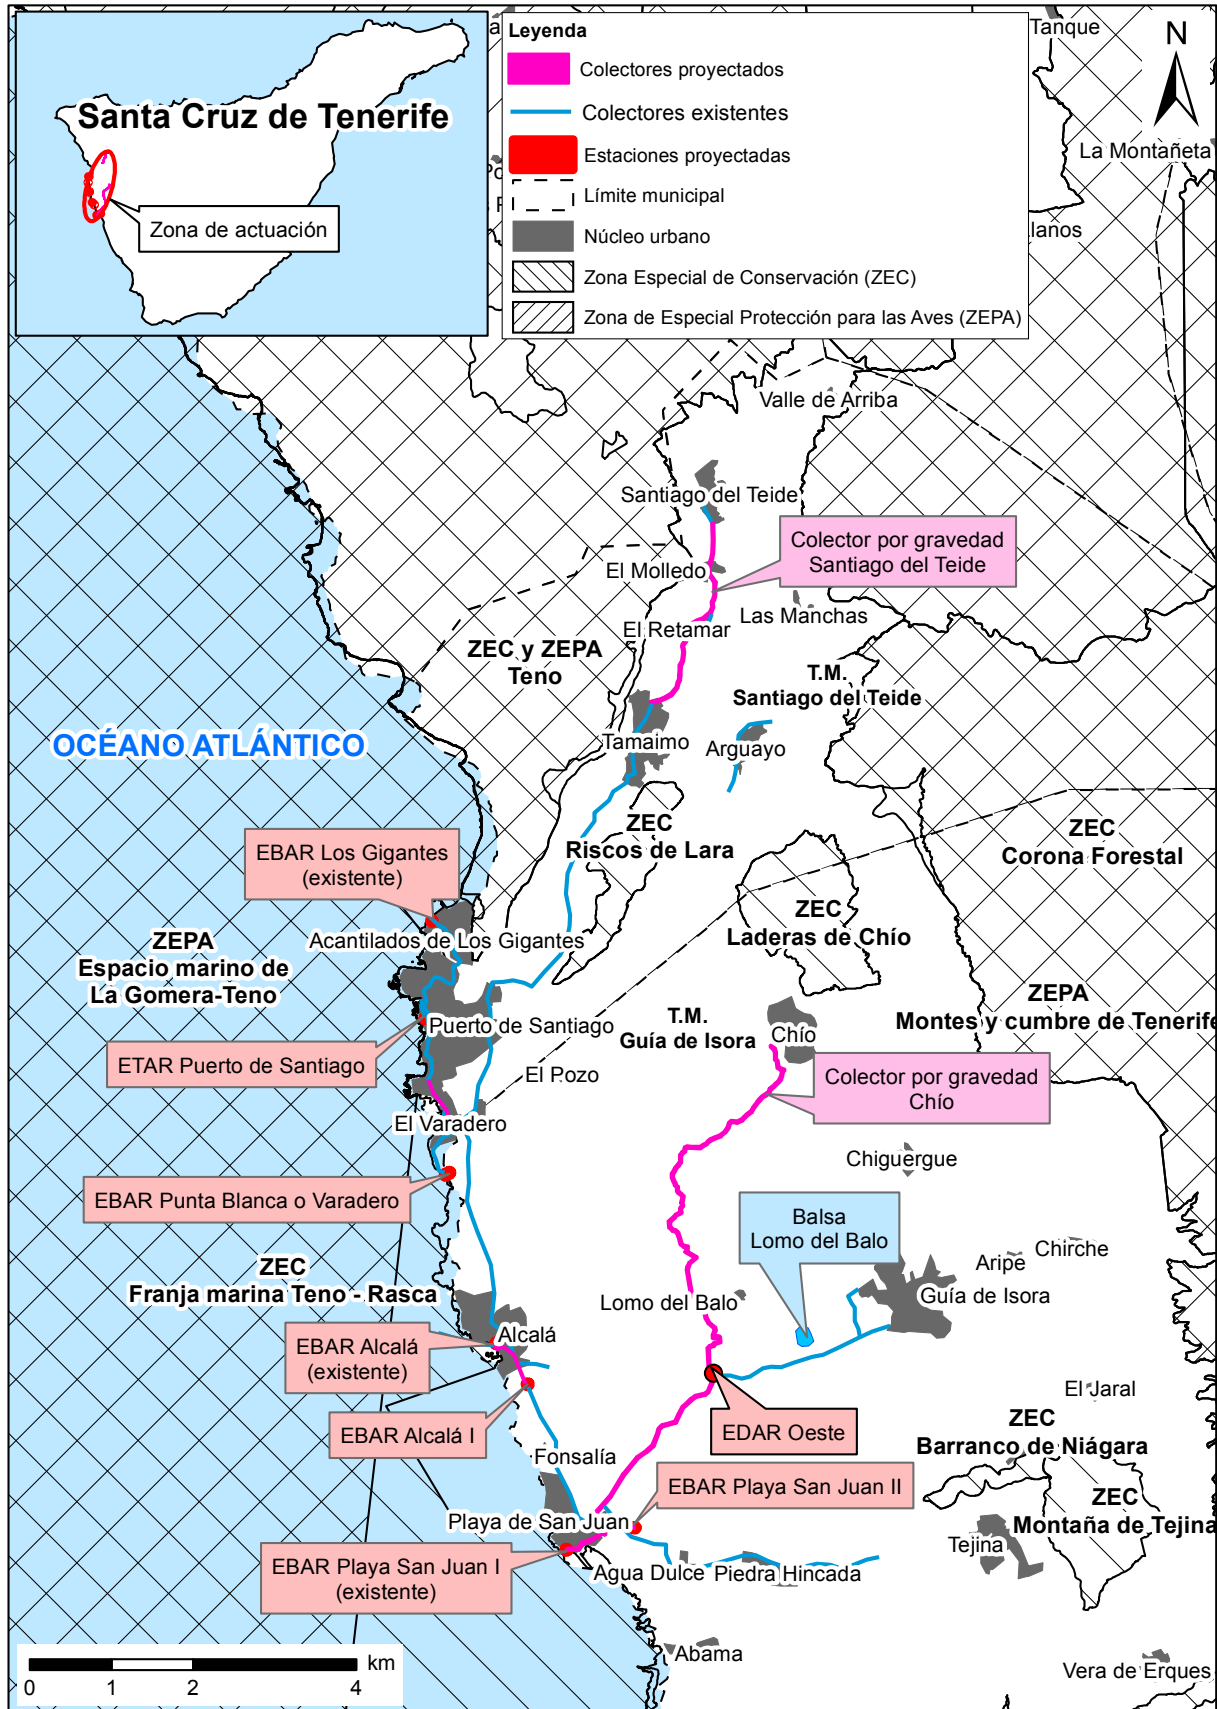 Santa Cruz de Tenerife
Zona de actuación
Leyenda
Colectores proyectados
Colectores existentes
Estaciones proyectadas
Límite municipal
Núcleo urbano
Zona Especial de Conservación (ZEC)
Zona de Especial Protección para las Aves (ZEPA)
Tanque
N
La Montañeta
llanos
Valle de Arriba
Santiago del Teide
Colector por gravedad
Santiago del Teide
El Molledo
Las Manchas
El Retamar
ZEC y ZEPA
Teno
T.M.
Santiago del Teide
OCÉANO ATLÁNTICO
Tamaimo
Arguayo
ZEC
Riscos de Lara
ZEC
Corona Forestal
EBAR Los Gigantes
(existente)
Acantilados de Los Gigantes
ZEC
Laderas de Chío
ZEPA
Espacio marino de
La Gomera-Teno
ZEPA
Montes y cumbre de Tenerife
Puerto de Santiago
T.M.
Guía de Isora
Chío
ETAR Puerto de Santiago
El Pozo
Colector por gravedad
Chío
El Varadero
Chiguergue
EBAR Punta Blanca o Varadero
Balsa
Lomo del Balo
Aripe
Chirche
ZEC
Franja marina Teno - Rasca
Lomo del Balo
Guía de Isora
EBAR Alcalá
(existente)
Alcalá
EBAR Alcalá I
EDAR Oeste
El Jaral
ZEC
Barranco de Niágara
Fonsalía
EBAR Playa San Juan II
ZEC
Montaña de Tejina
Playa de San Juan
Tejina
EBAR Playa San Juan I
(existente)
Agua Dulce
Piedra Hincada
Abama
Vera de Erques
km
0 1 2 4